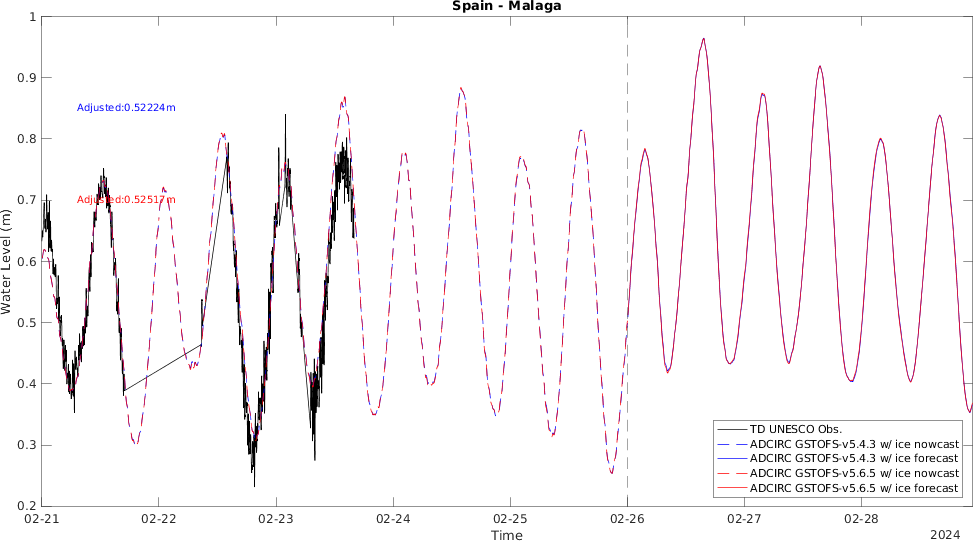 Spain - Malaga
1
0.9
0.8
0.7
0.6
0.5
0.4
0.3
0.2
Water Level (m)
Adjusted:0.52224m
Adjusted:0.52517m
TD UNESCO Obs.
ADCIRC GSTOFS-v5.4.3 w/ ice nowcast
ADCIRC GSTOFS-v5.4.3 w/ ice forecast
ADCIRC GSTOFS-v5.6.5 w/ ice nowcast
ADCIRC GSTOFS-v5.6.5 w/ ice forecast
02-21 02-22 02-23 02-24 02-25 02-26 02-27 02-28
Time
2024